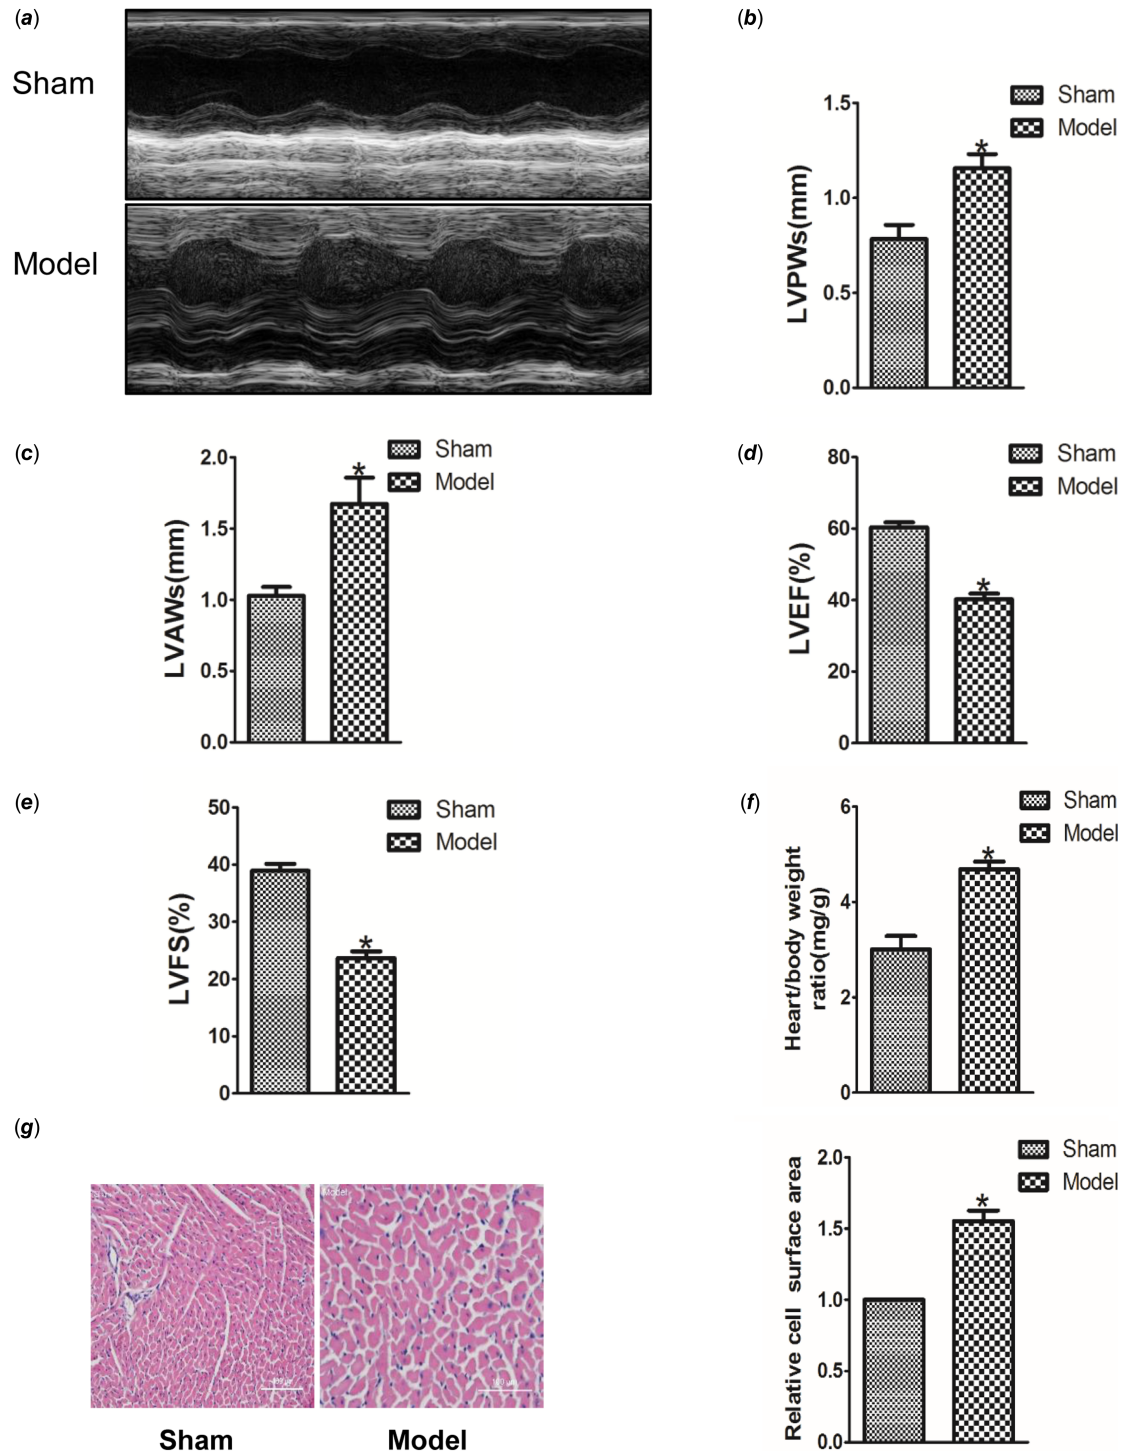 (a)
Sham
Model
(b)
Sham
Model
*
LVPWs(mm)
1.5
1.0
0.5
0.0
(c)
Sham
Model
*
LVAWs(mm)
2.0
1.5
1.0
0.5
0.0
(d)
Sham
Model
*
LVEF(%)
80
60
40
20
0
(e)
Sham
Model
*
LVFS(%)
50
40
30
20
10
0
(f)
Sham
Model
*
Heart/body weight
ratio(mg/g)
6
4
2
0
(g)
Model
100 μm
Sham
Model
Sham
Model
*
Relative cell surface area
2.0
1.5
1.0
0.5
0.0